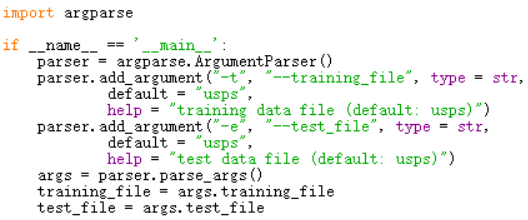 import argparse

if __name__ == '__main__':
    parser = argparse.ArgumentParser()
    parser.add_argument("-t", "--training_file", type = str,
            default = "usps",
            help = "training data file (default: usps)")
    parser.add_argument("-e", "--test_file", type = str,
            default = "usps",
            help = "test data file (default: usps)")
    args = parser.parse_args()
    training_file = args.training_file
    test_file = args.test_file